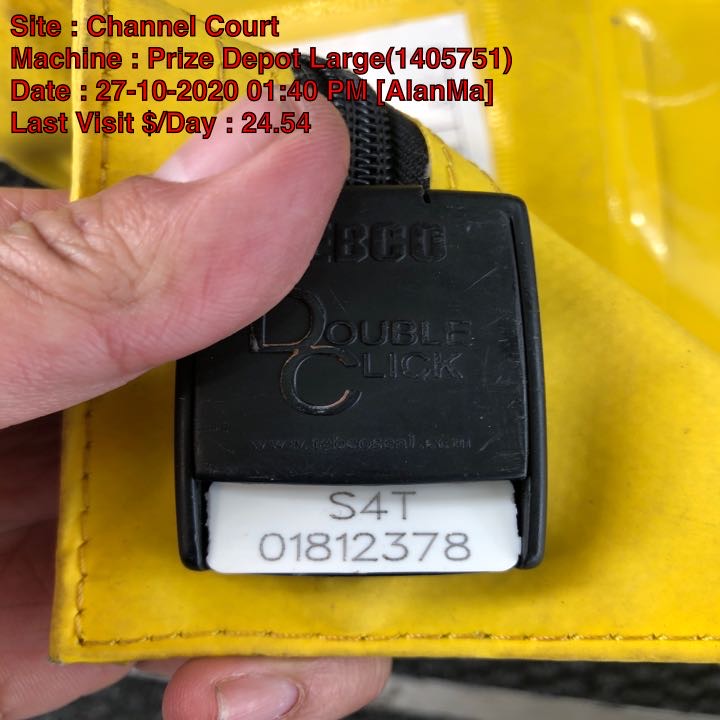 Site : Channel Court
Machine : Prize Depot Large(1405751)
Date : 27-10-2020 01:40 PM [AlanMa]
Last Visit $/Day : 24.54
DOUBLE
CLICK
S4T
01812378